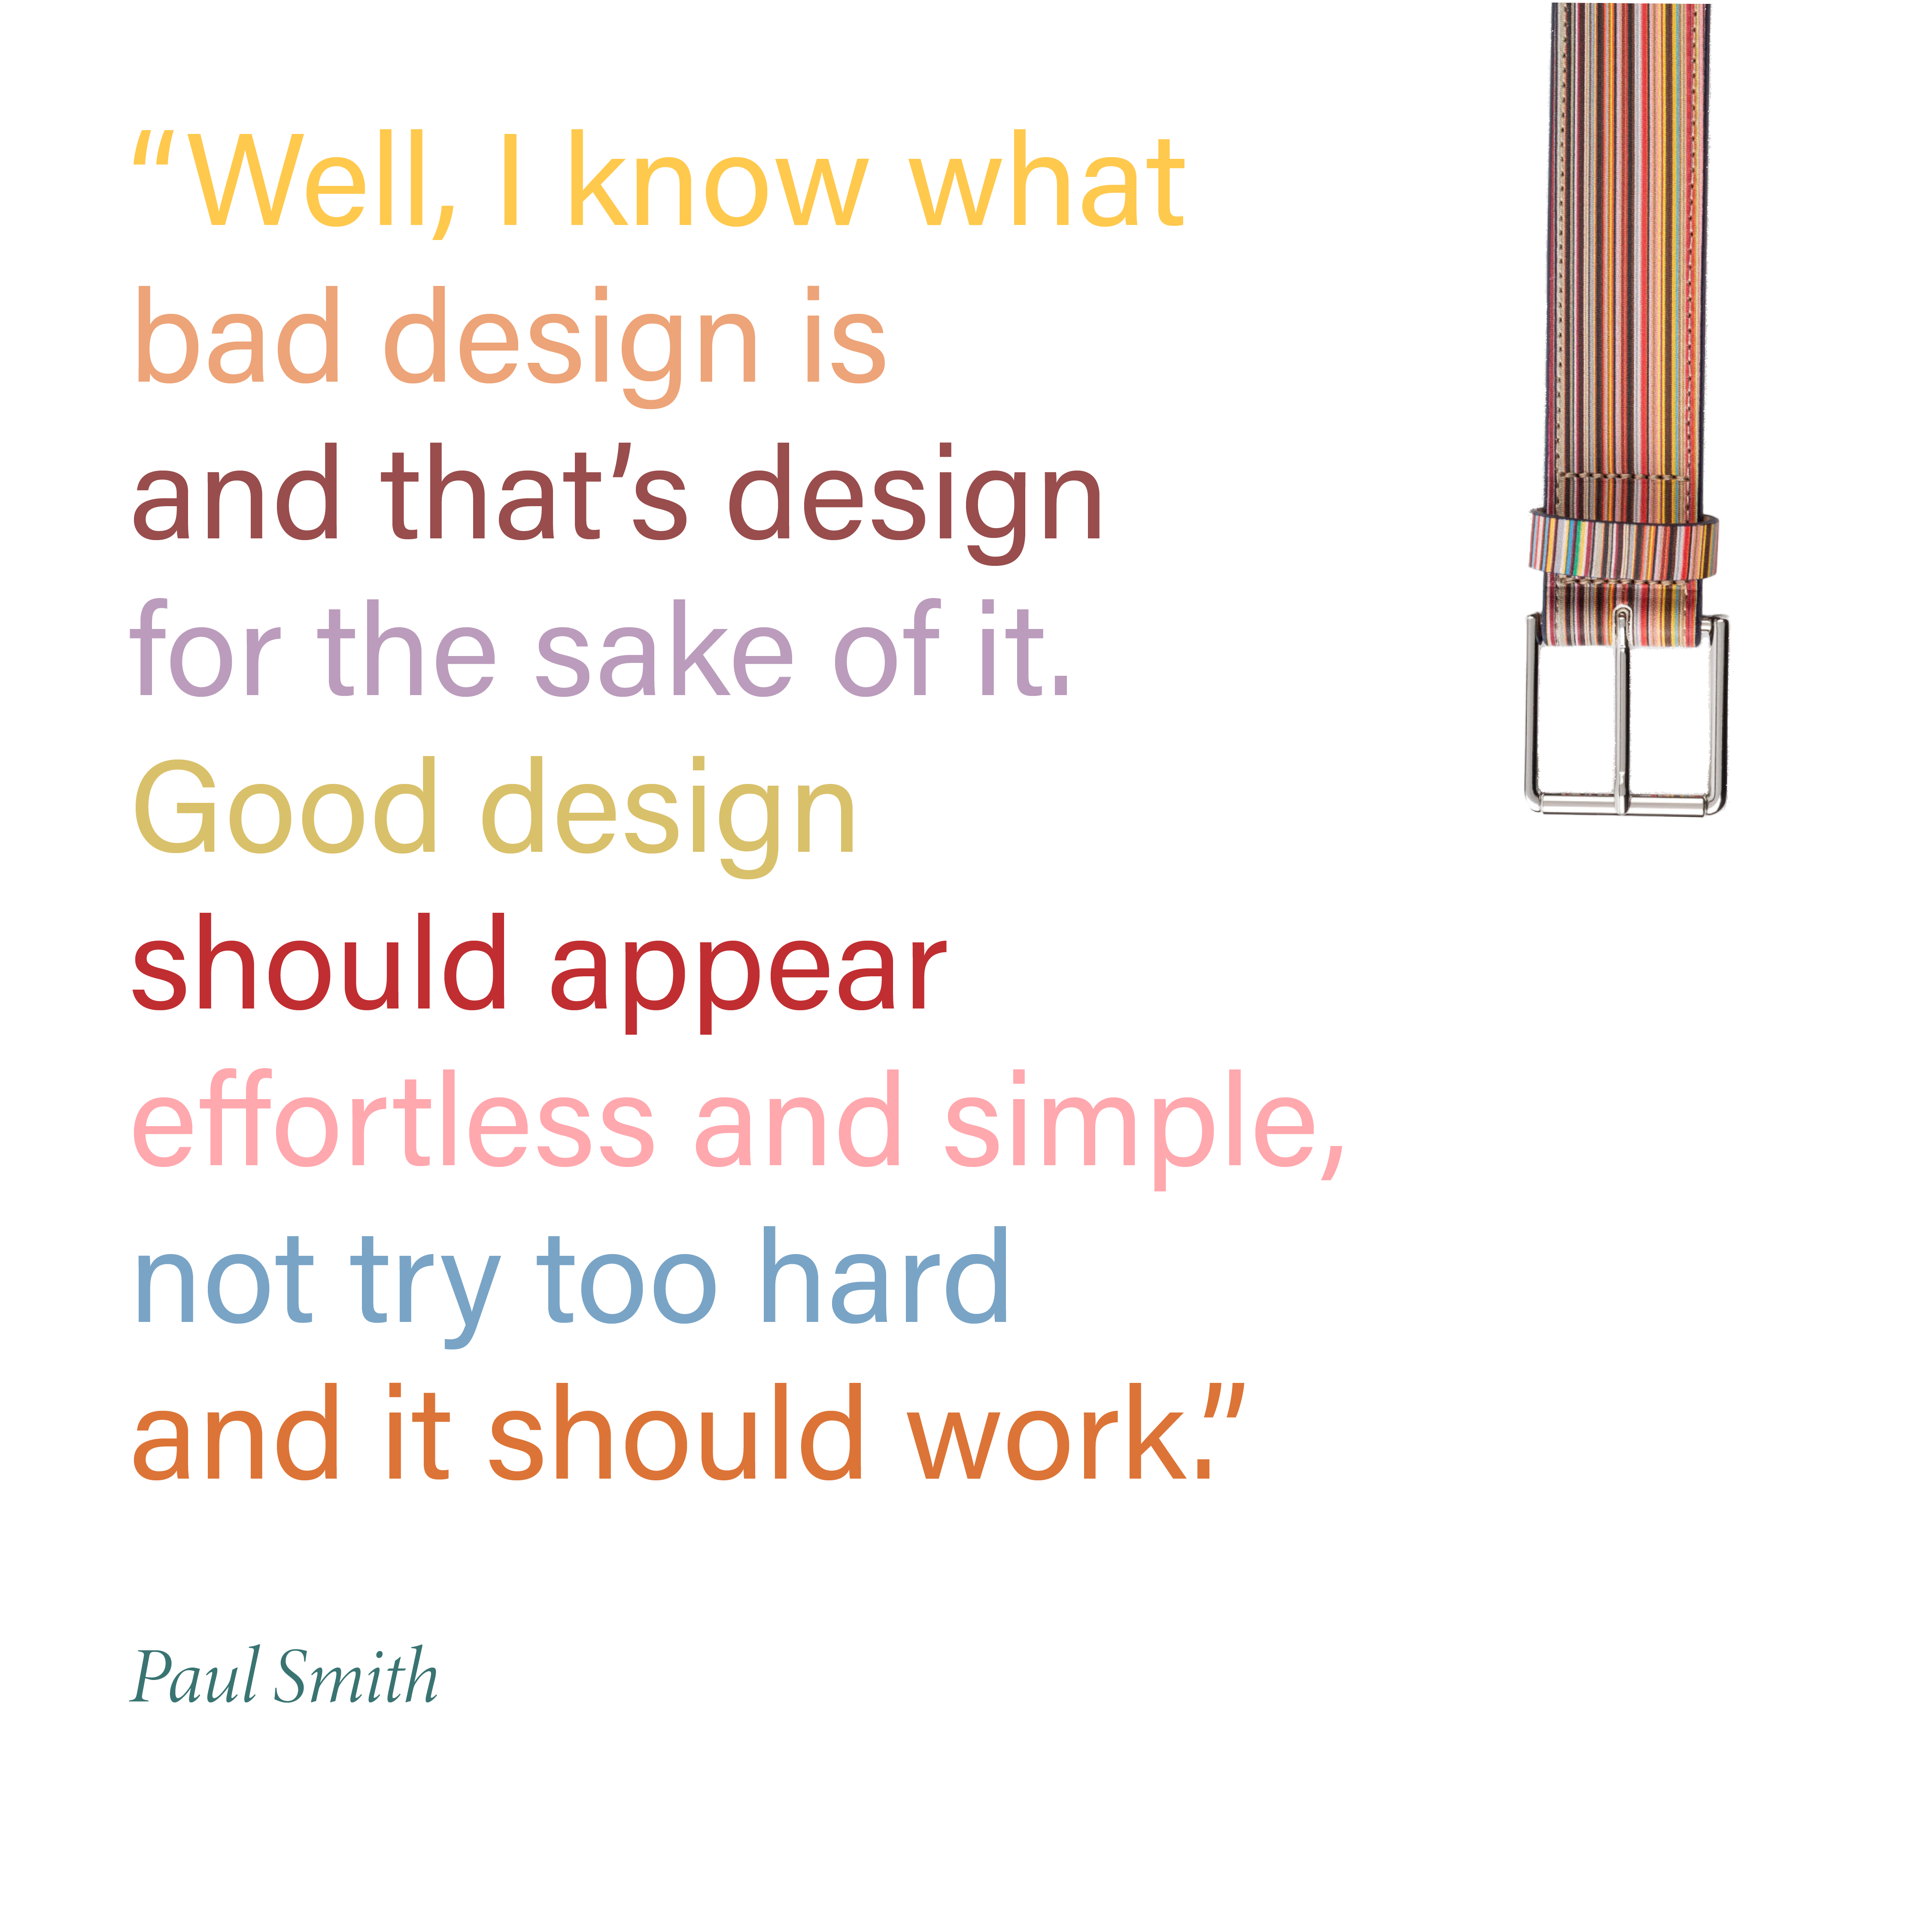 “Well, I know what
bad design is
and that’s design
for the sake of it.
Good design
should appear
effortless and simple,
not try too hard
and it should work.”
Paul Smith